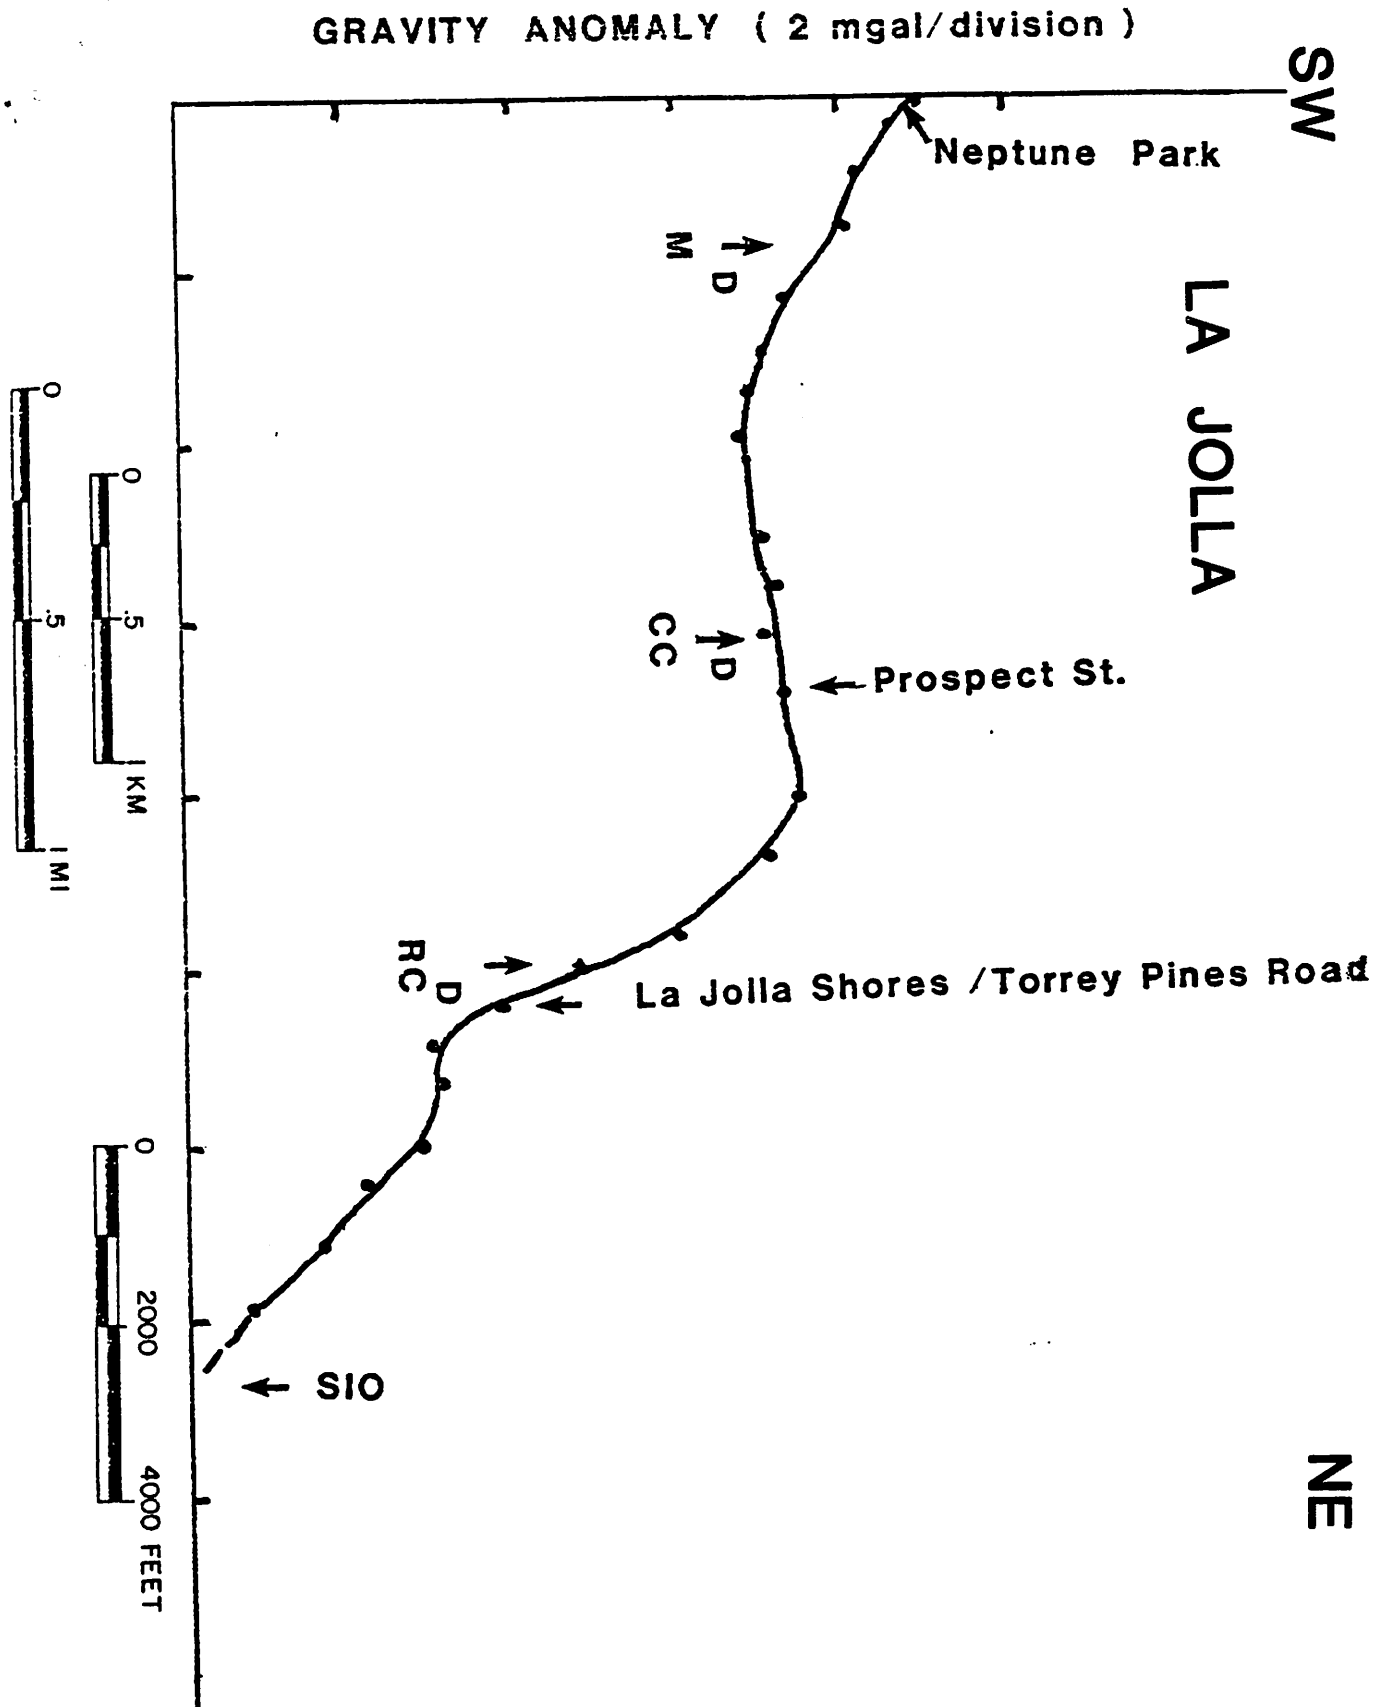 GRAVITY ANOMALY ( 2 mgal/division )
SW
Neptune Park
M
D
LA JOLLA
CC
D
Prospect St.
RC
D
La Jolla Shores /Torrey Pines Road
SIO
NE
0 .5 1 KM
0 .5 1 MI
0 2000 4000 FEET